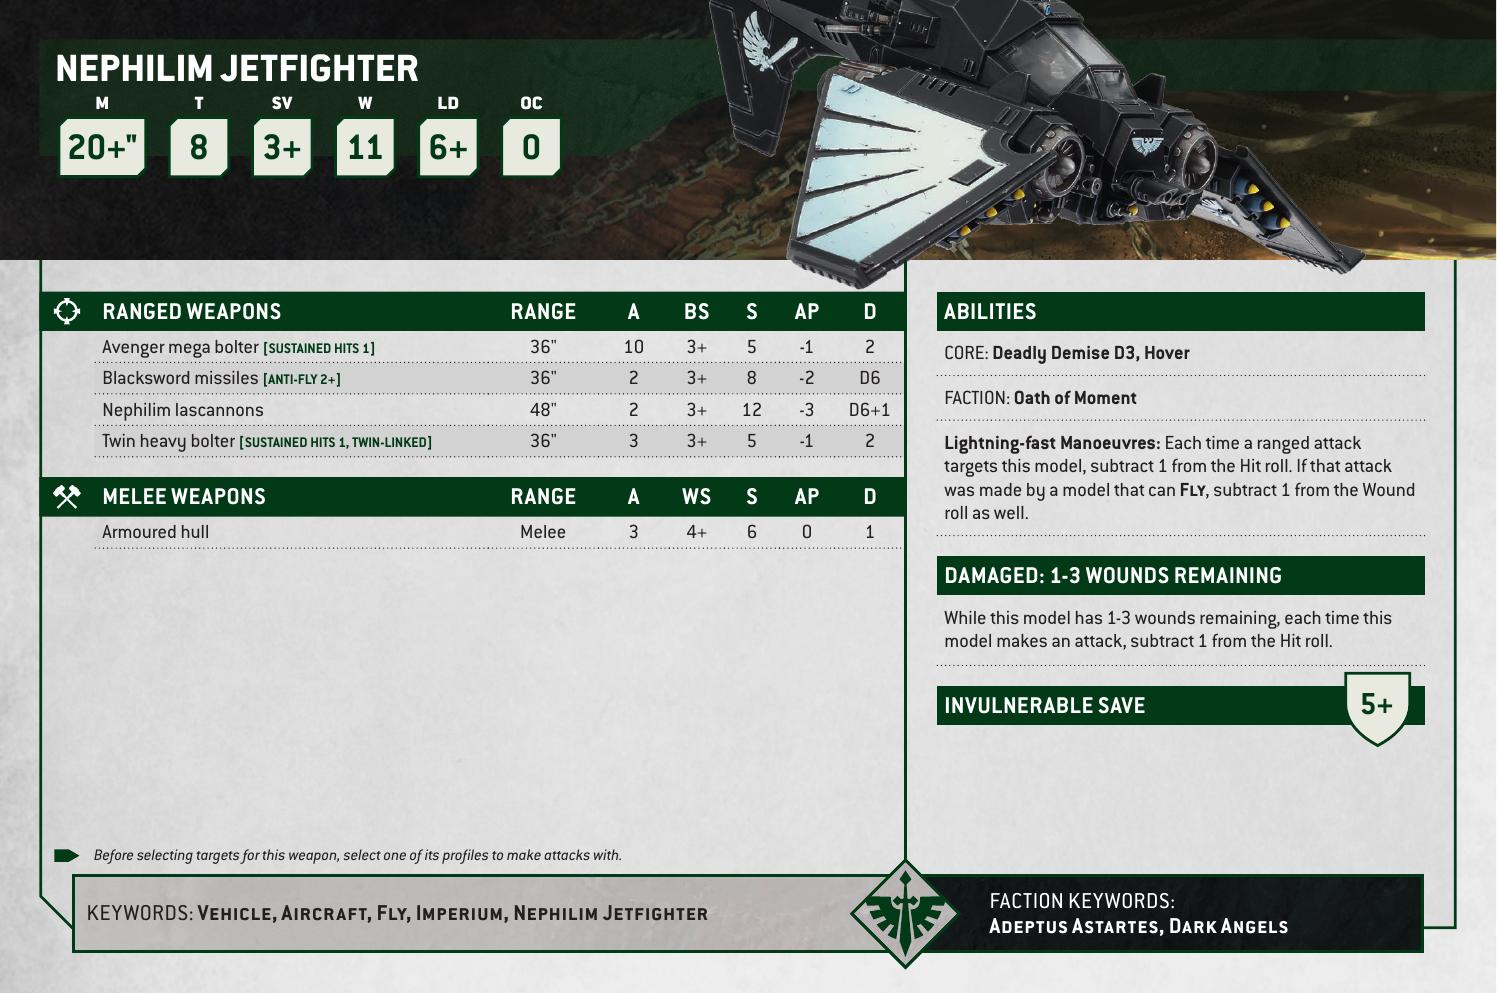 NEPHILIM JETFIGHTER
M T SV W LD OC
20+" 8 3+ 11 6+ 0
RANGED WEAPONS RANGE A BS S AP D
Avenger mega bolter [SUSTAINED HITS 1] 36" 10 3+ 5 -1 2
Blacksword missiles [ANTI-FLY 2+] 36" 2 3+ 8 -2 D6
Nephilim lascannons 48" 2 3+ 12 -3 D6+1
Twin heavy bolter [SUSTAINED HITS 1, TWIN-LINKED] 36" 3 3+ 5 -1 2
MELEE WEAPONS RANGE A WS S AP D
Armoured hull Melee 3 4+ 6 0 1
Before selecting targets for this weapon, select one of its profiles to make attacks with.
KEYWORDS: VEHICLE, AIRCRAFT, FLY, IMPERIUM, NEPHILIM JETFIGHTER
ABILITIES
CORE: Deadly Demise D3, Hover
FACTION: Oath of Moment
Lightning-fast Manoeuvres: Each time a ranged attack
targets this model, subtract 1 from the Hit roll. If that attack
was made by a model that can FLY, subtract 1 from the Wound
roll as well.
DAMAGED: 1-3 WOUNDS REMAINING
While this model has 1-3 wounds remaining, each time this
model makes an attack, subtract 1 from the Hit roll.
INVULNERABLE SAVE 5+
FACTION KEYWORDS:
ADEPTUS ASTARTES, DARK ANGELS